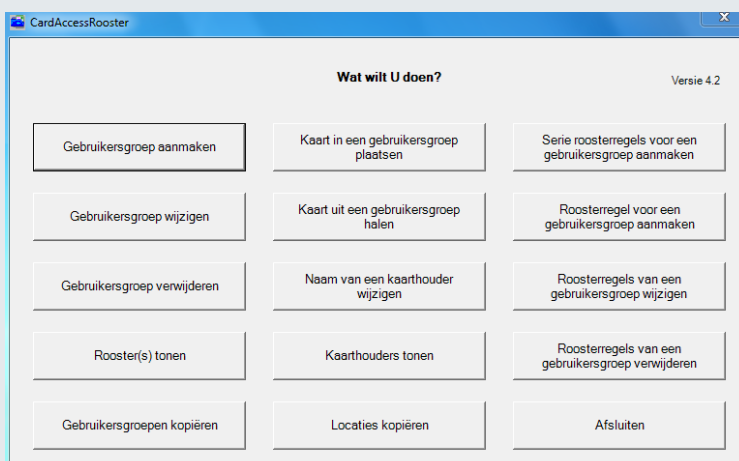 CardAccessRooster
Wat wilt U doen?
Versie 4.2
Gebruikersgroep aanmaken
Kaart in een gebruikersgroep
plaatsen
Serie roosterregels voor een
gebruikersgroep aanmaken
Gebruikersgroep wijzigen
Kaart uit een gebruikersgroep
halen
Roosterregel voor een
gebruikersgroep aanmaken
Gebruikersgroep verwijderen
Naam van een kaarthouder
wijzigen
Roosterregels van een
gebruikersgroep wijzigen
Rooster(s) tonen
Kaarthouders tonen
Roosterregels van een
gebruikersgroep verwijderen
Gebruikersgroepen kopiëren
Locaties kopiëren
Afsluiten